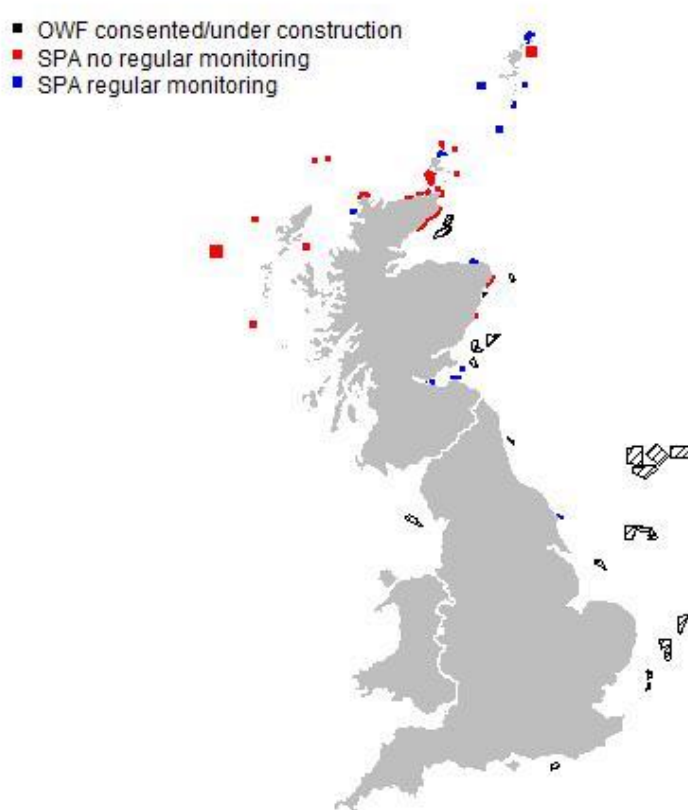 OWF consented/under construction
SPA no regular monitoring
SPA regular monitoring